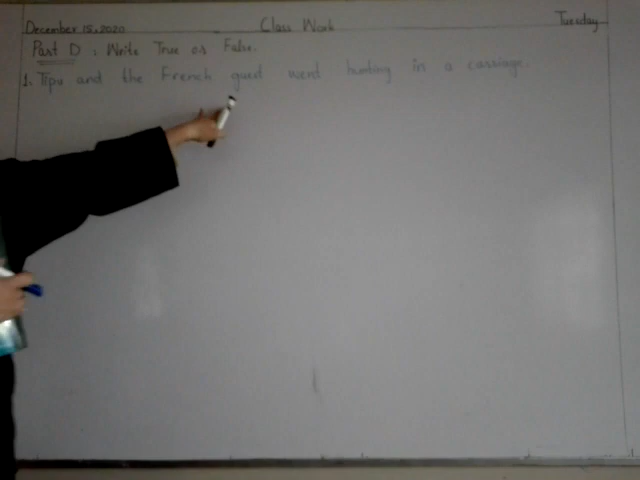 December 15, 2020 Class Work Tuesday
Part D : Write True or False.
1. Tipu and the French guest went hunting in a carriage.